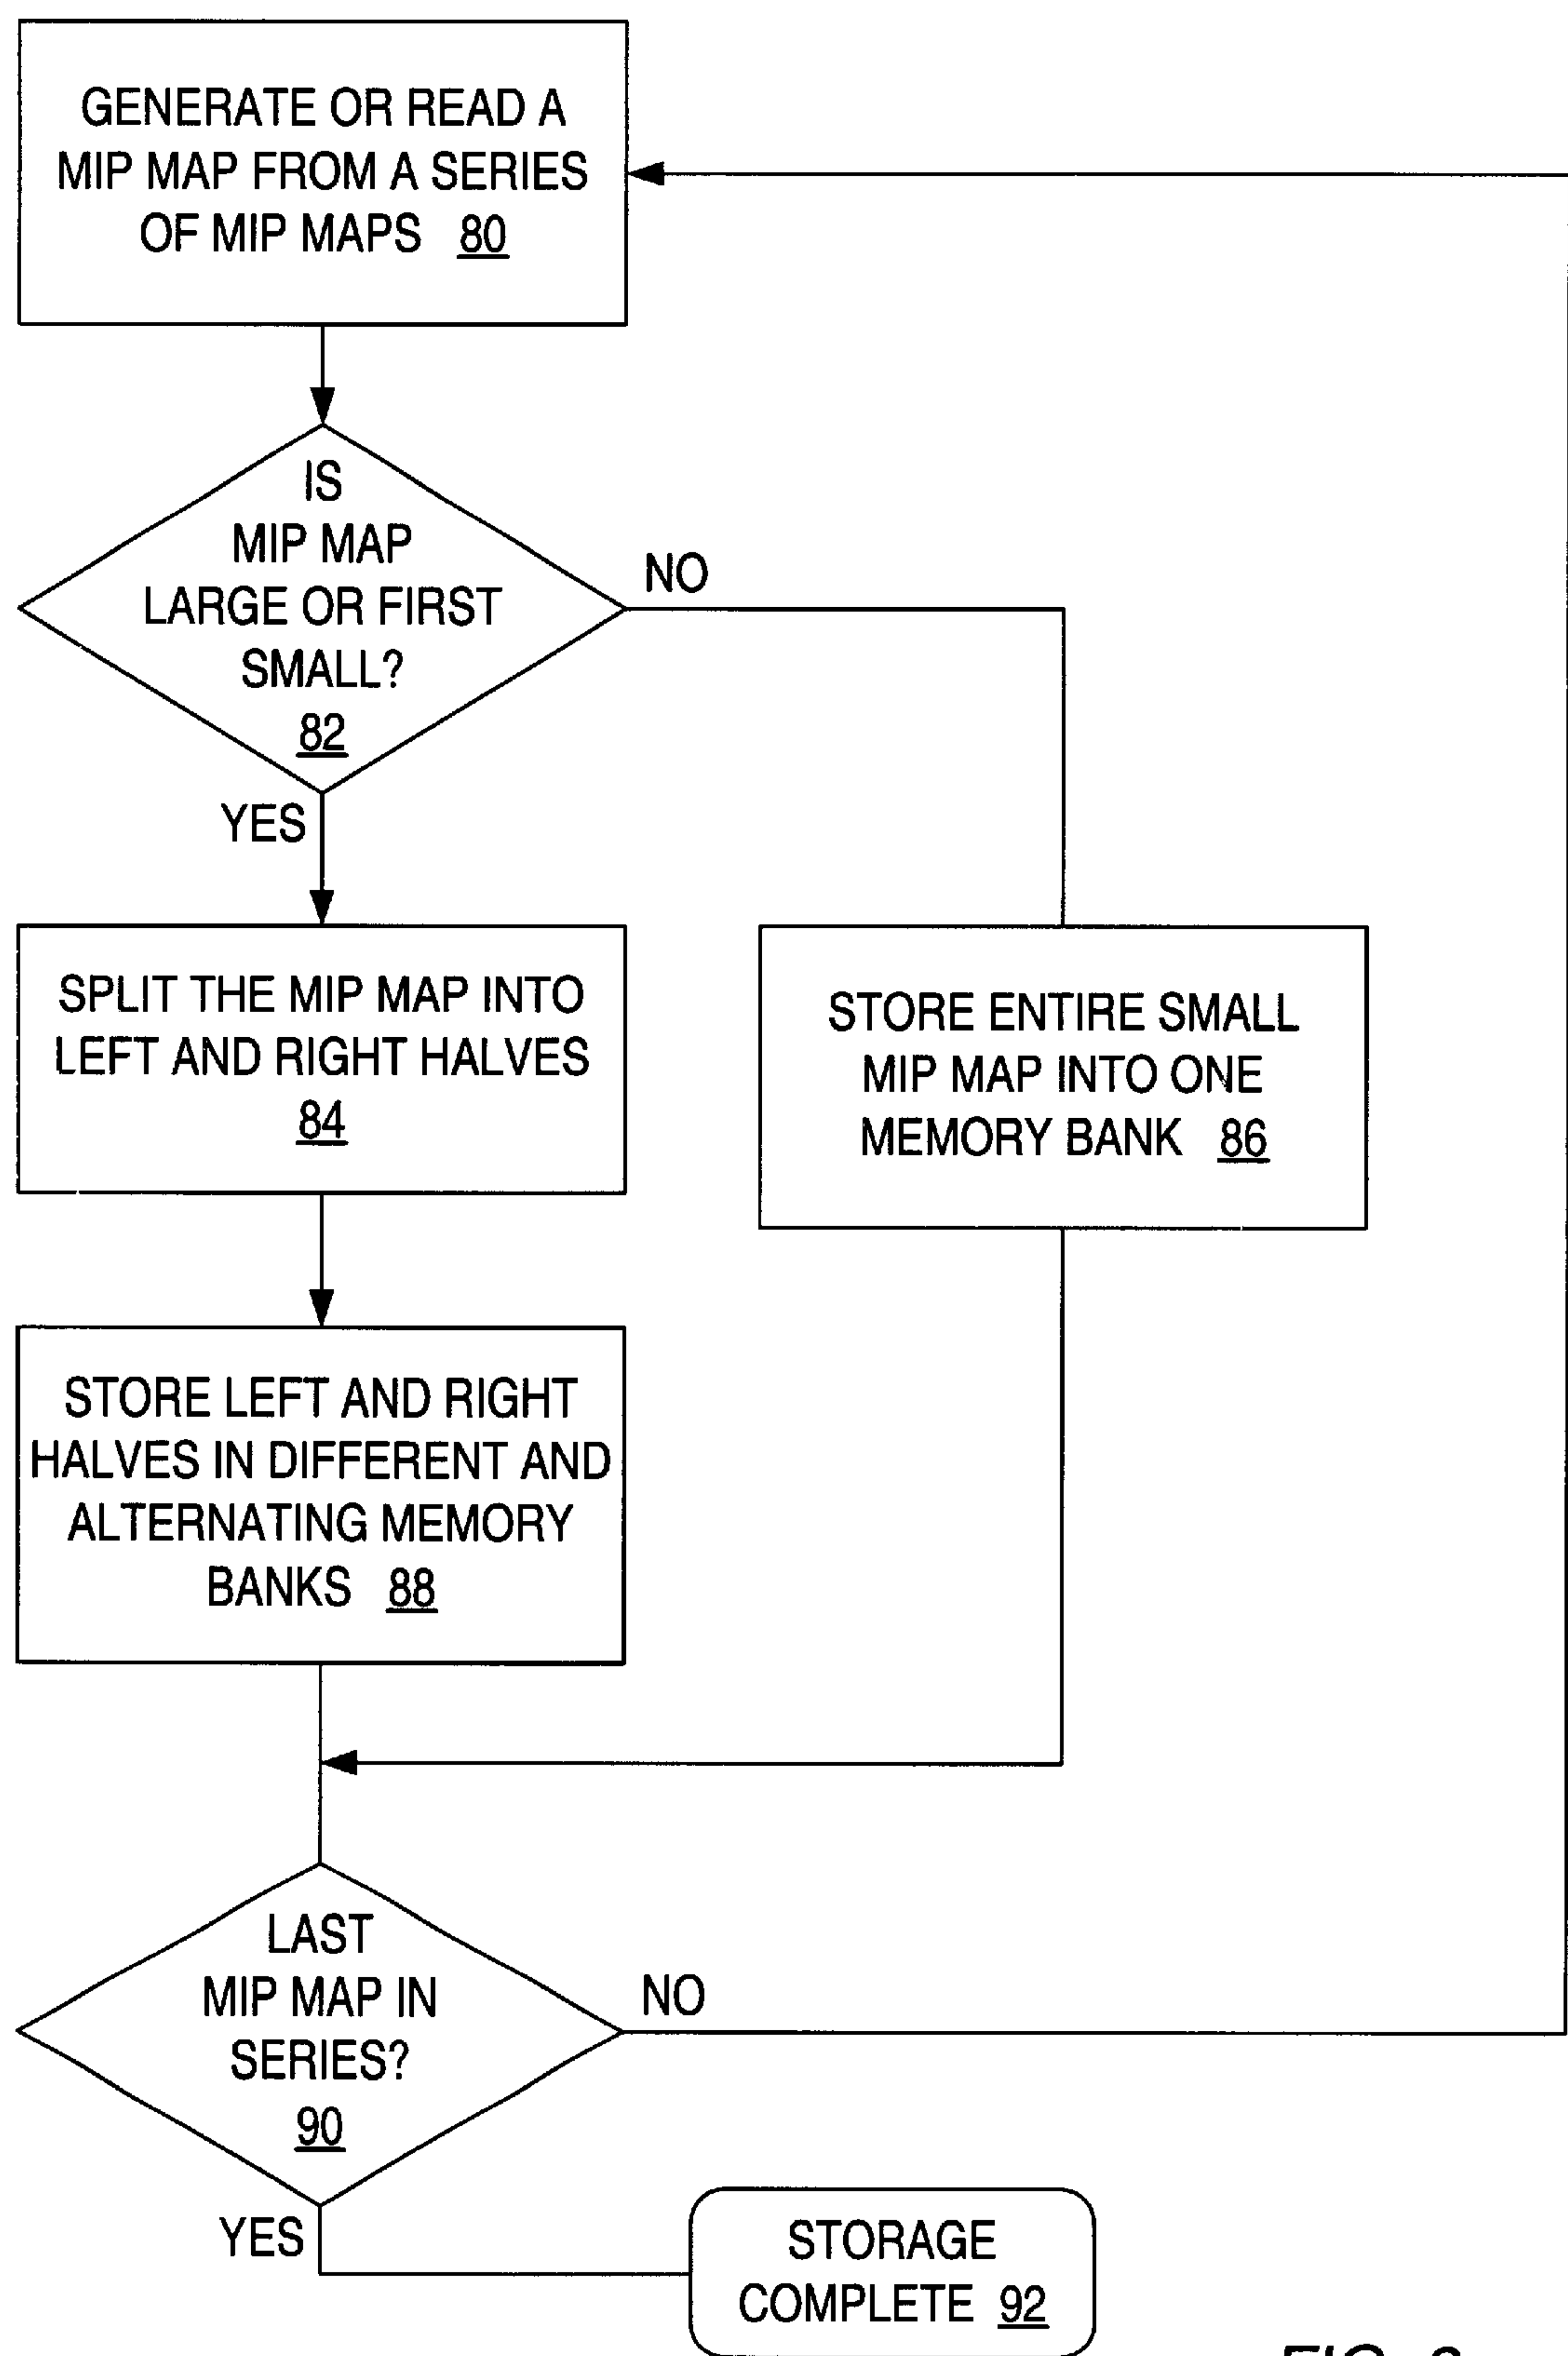 GENERATE OR READ A
MIP MAP FROM A SERIES
OF MIP MAPS 80
IS
MIP MAP
LARGE OR FIRST
SMALL?
82
NO
YES
SPLIT THE MIP MAP INTO
LEFT AND RIGHT HALVES
84
STORE ENTIRE SMALL
MIP MAP INTO ONE
MEMORY BANK 86
STORE LEFT AND RIGHT
HALVES IN DIFFERENT AND
ALTERNATING MEMORY
BANKS 88
LAST
MIP MAP IN
SERIES?
90
NO
YES
STORAGE
COMPLETE 92
FIG.